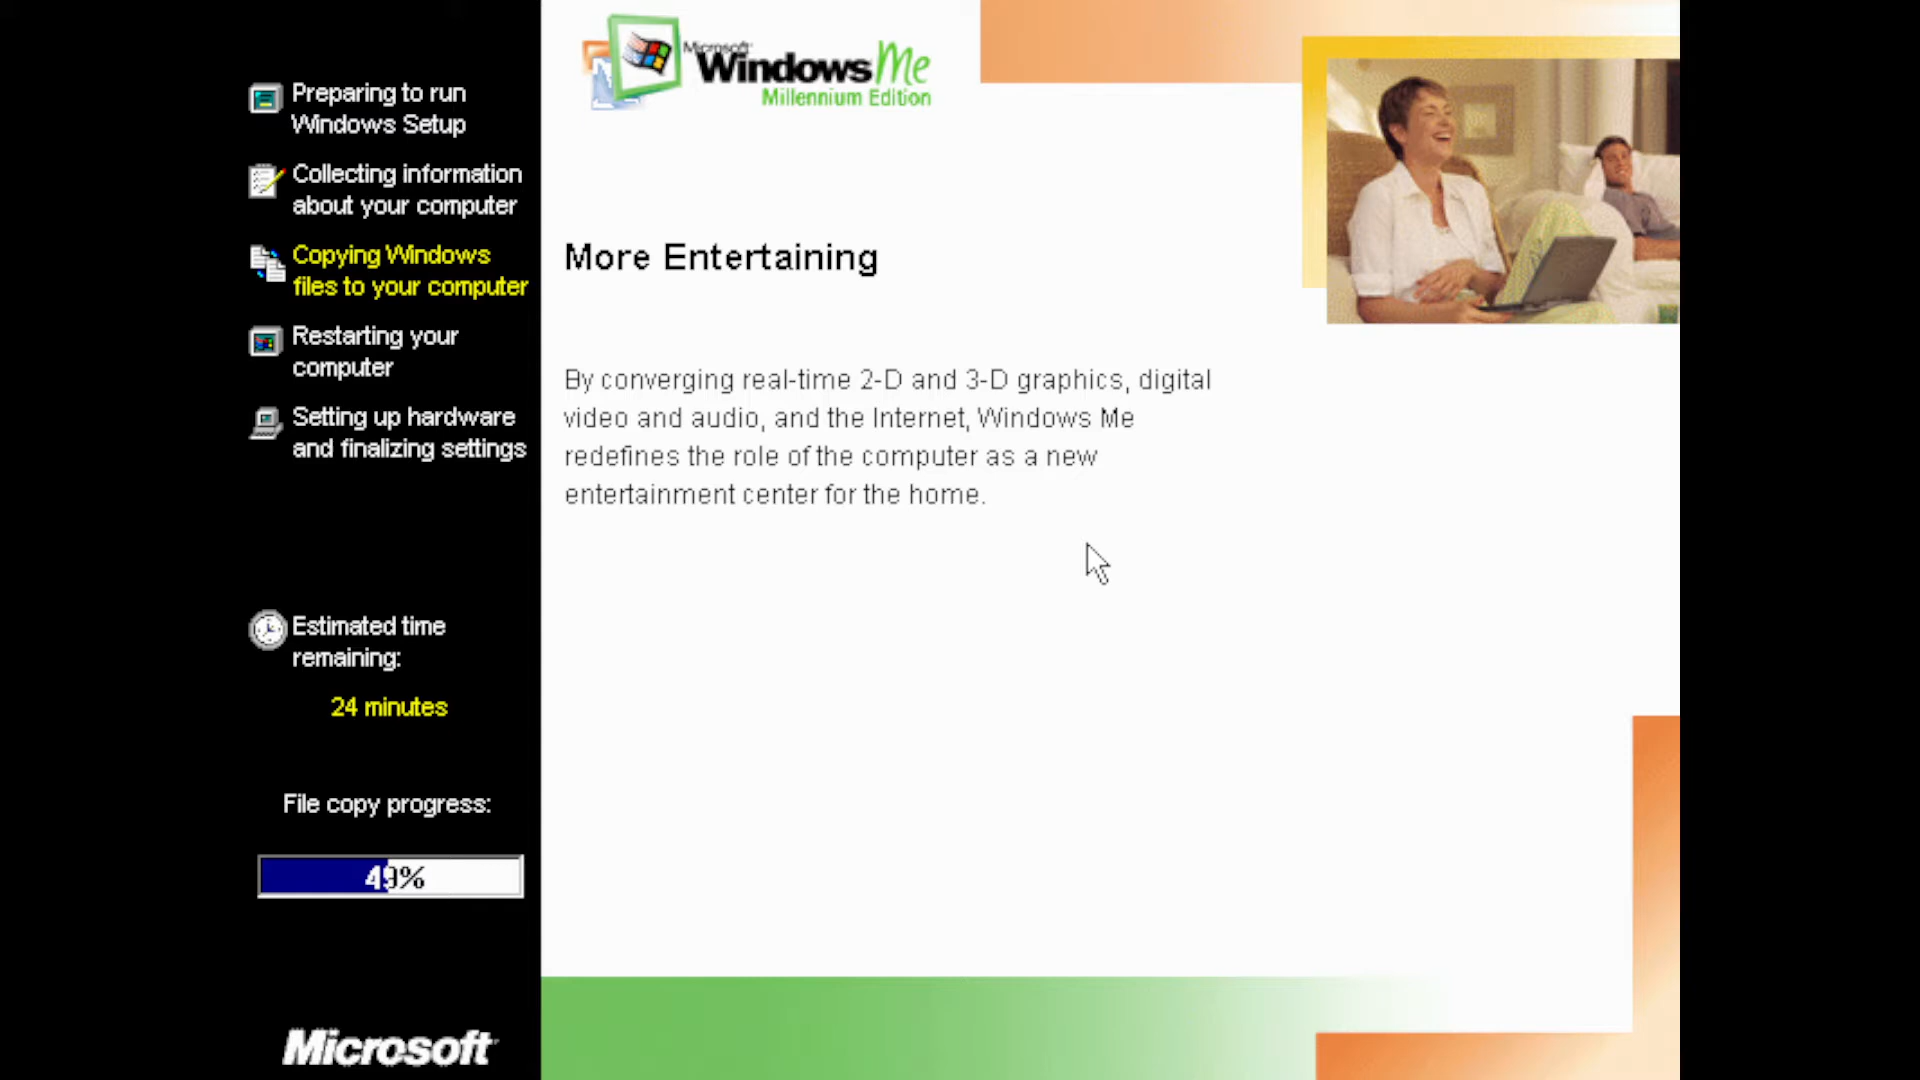 Preparing to run
Windows Setup
Collecting information
about your computer
Copying Windows
files to your computer
Restarting your
computer
Setting up hardware
and finalizing settings
Estimated time
remaining:
24 minutes
File copy progress:
49%
Microsoft
Microsoft
Windows Me
Millennium Edition
More Entertaining
By converging real-time 2-D and 3-D graphics, digital
video and audio, and the Internet, Windows Me
redefines the role of the computer as a new
entertainment center for the home.